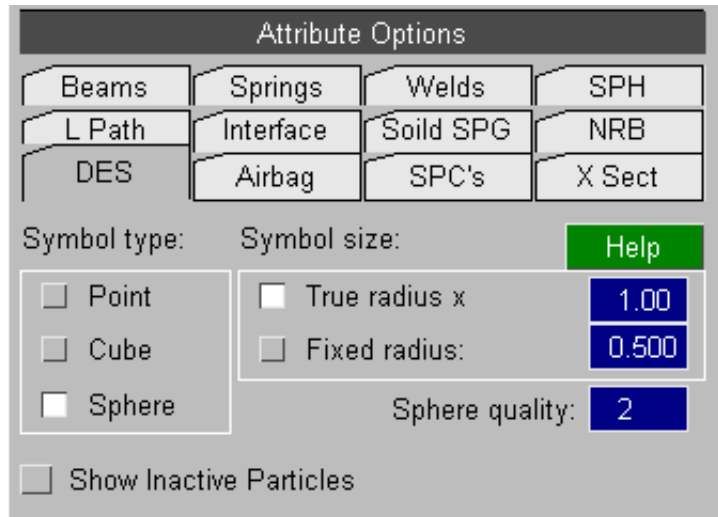 Attribute Options
Beams Springs Welds SPH
L Path Interface Soild SPG NRB
DES Airbag SPC's X Sect
Symbol type: Symbol size: Help
Point True radius x 1.00
Cube Fixed radius: 0.500
Sphere Sphere quality: 2
Show Inactive Particles